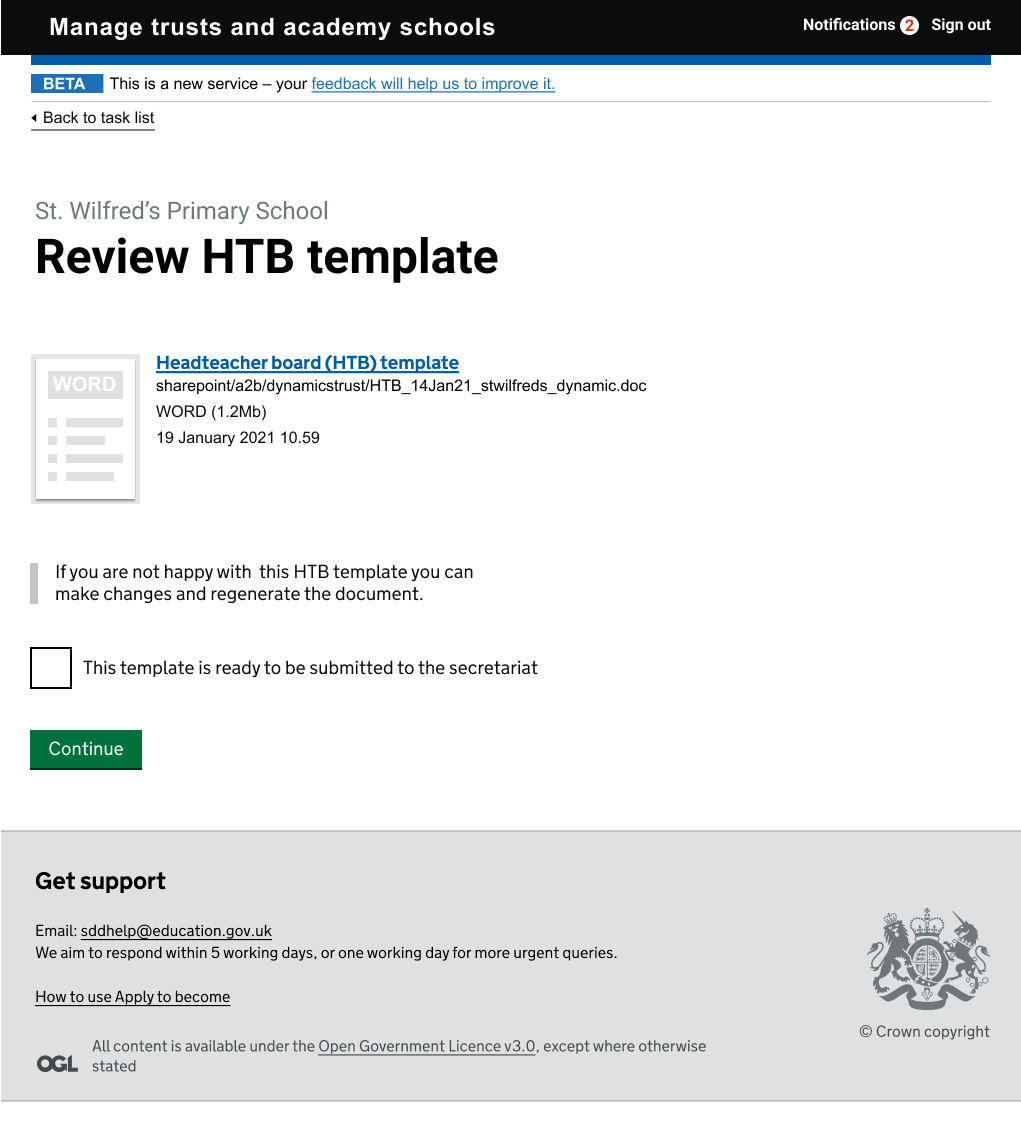 Manage trusts and academy schools
Notifications 2 Sign out
BETA This is a new service – your feedback will help us to improve it.
Back to task list
St. Wilfred’s Primary School
Review HTB template
WORD
Headteacher board (HTB) template
sharepoint/a2b/dynamicstrust/HTB_14Jan21_stwilfreds_dynamic.doc
WORD (1.2Mb)
19 January 2021 10.59
If you are not happy with  this HTB template you can
make changes and regenerate the document.
This template is ready to be submitted to the secretariat
Continue
Get support
Email: sddhelp@education.gov.uk
We aim to respond within 5 working days, or one working day for more urgent queries.
How to use Apply to become
© Crown copyright
OGL
All content is available under the Open Government Licence v3.0, except where otherwise
stated